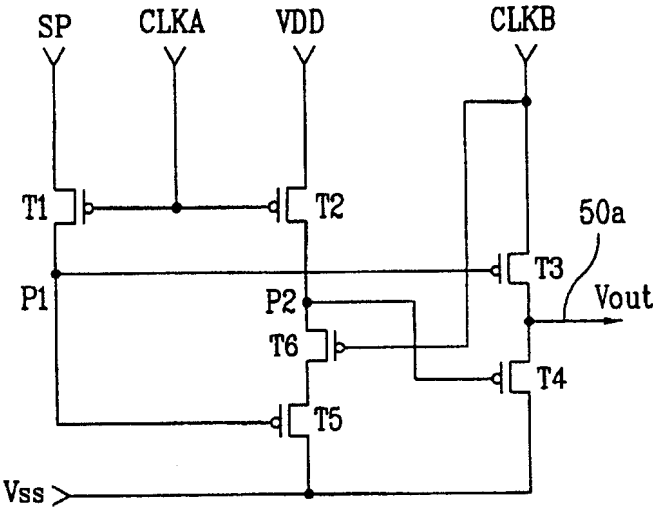 SP CLKA VDD CLKB
T1 T2 50a
T3
P1 P2 Vout
T6 T4
T5
Vss